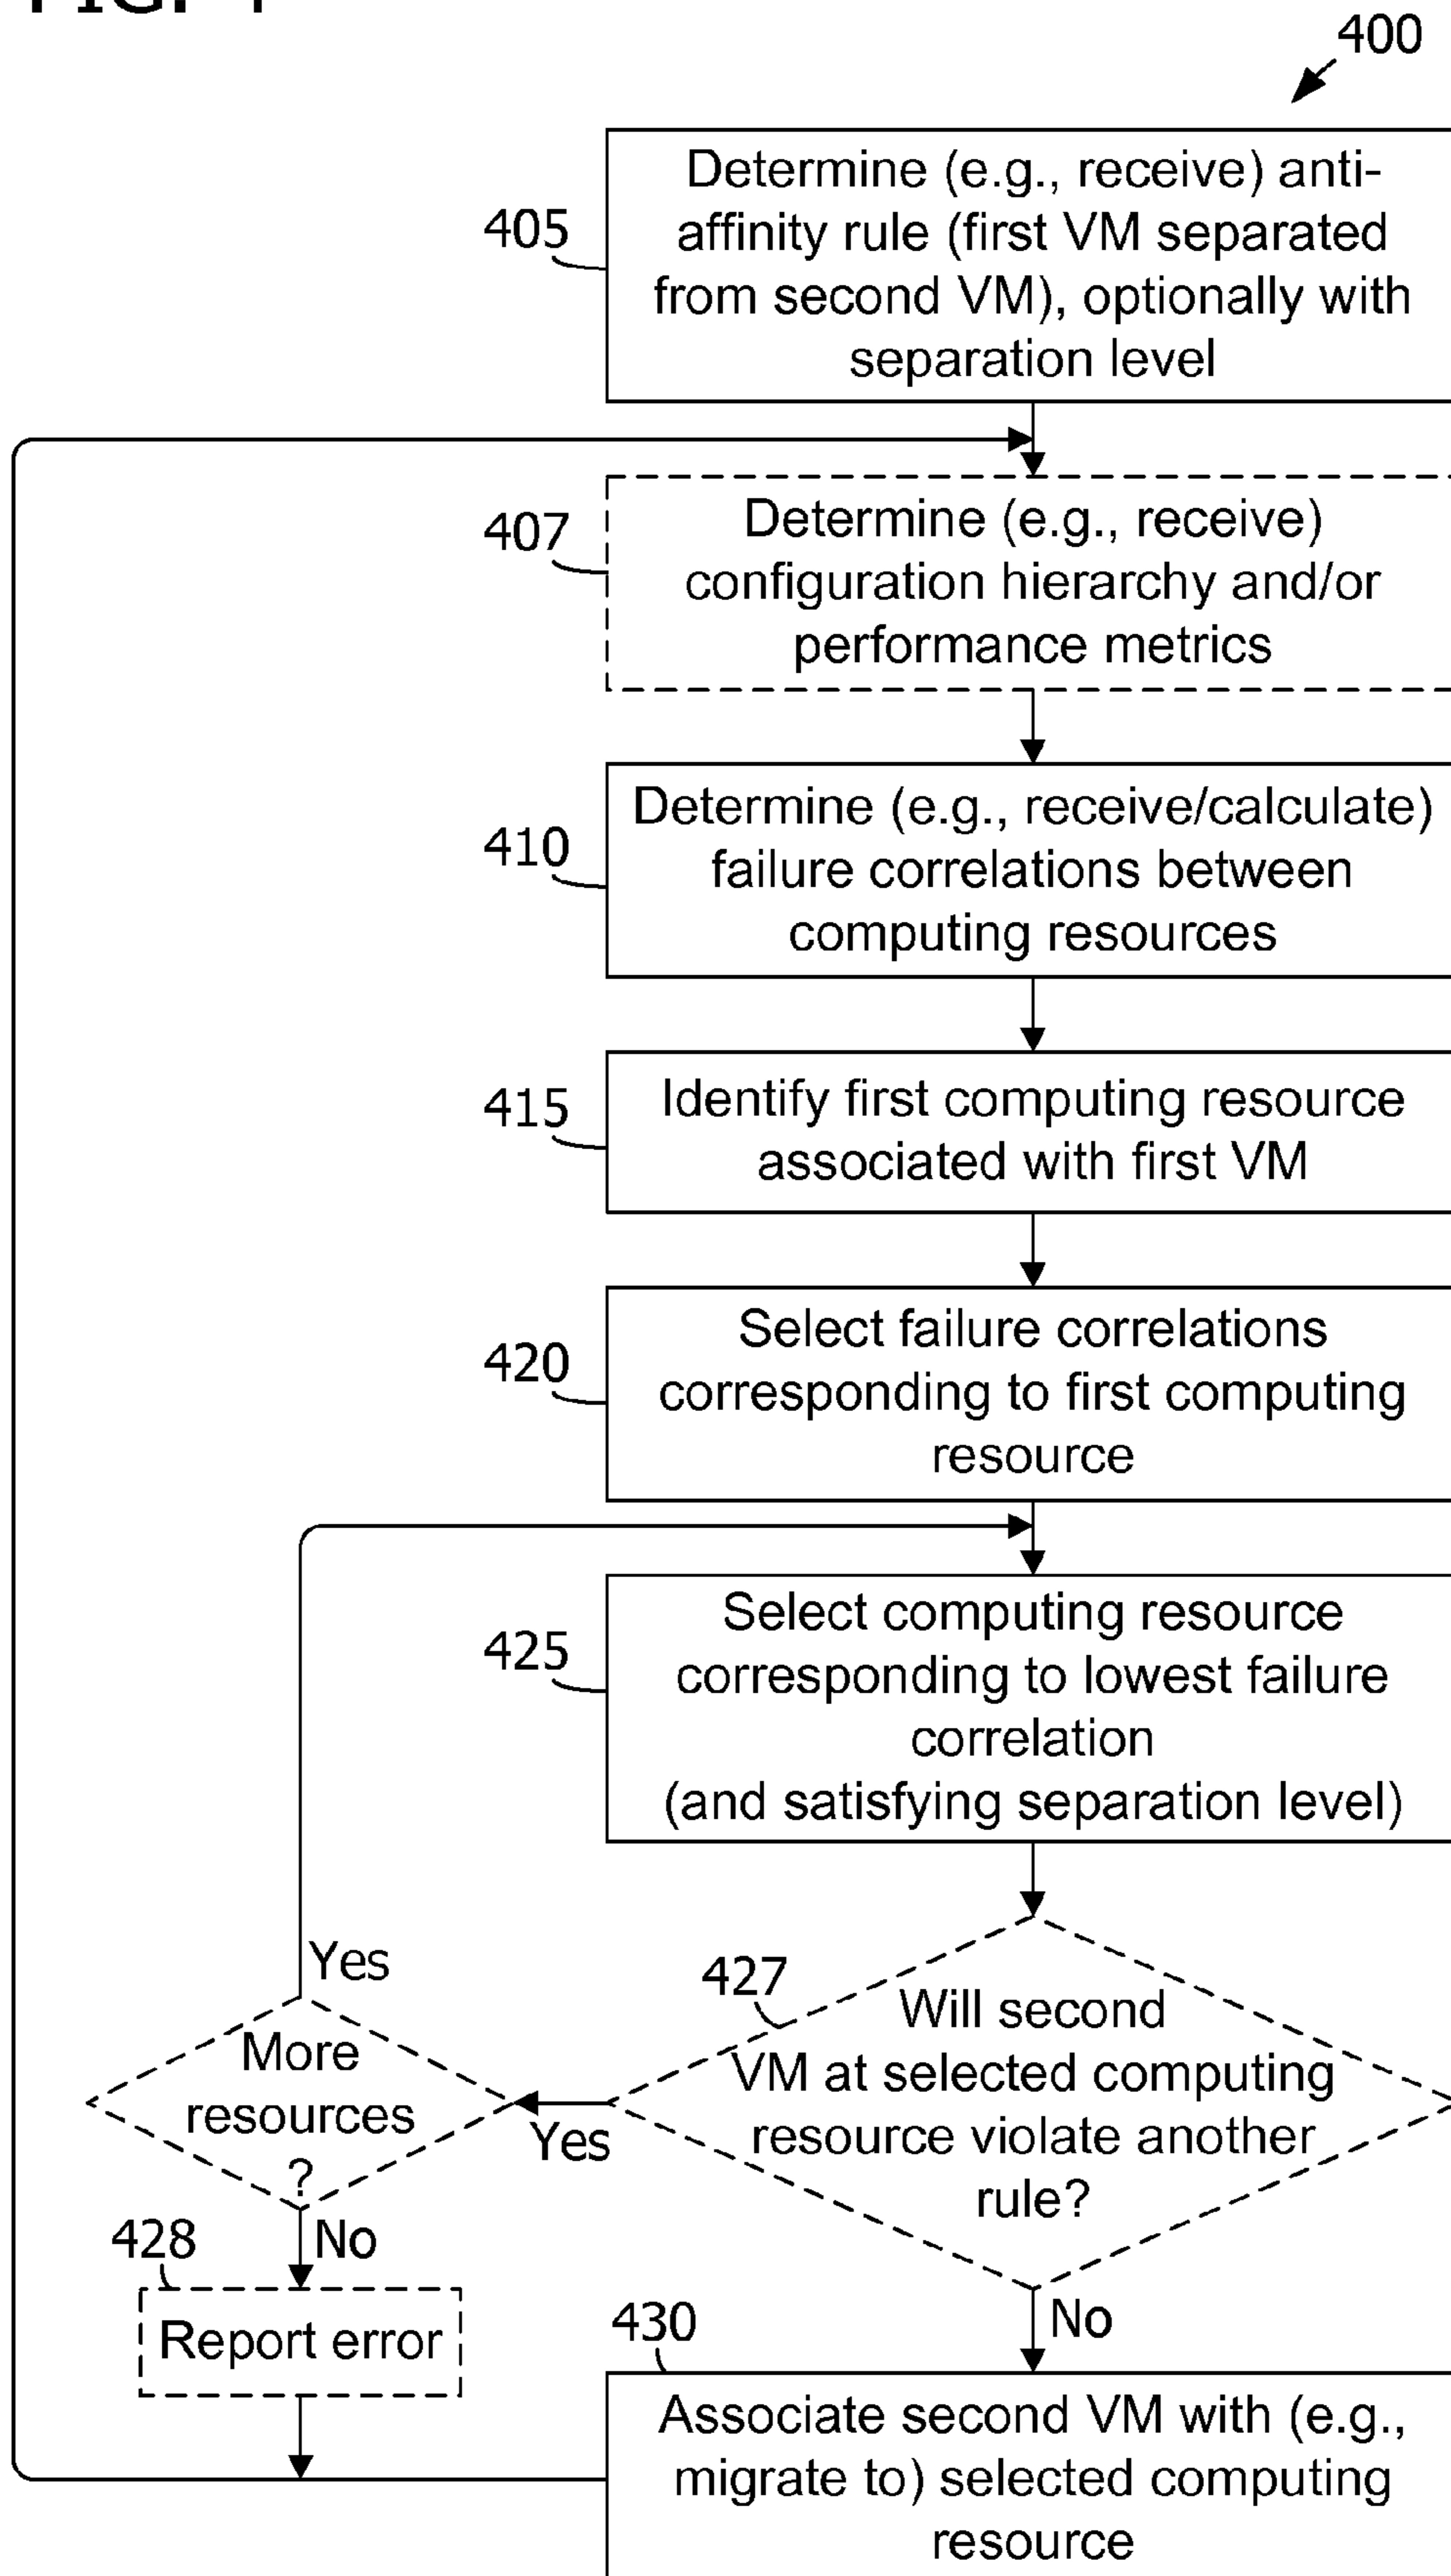 400
Determine (e.g., receive) anti-
affinity rule (first VM separated
from second VM), optionally with
separation level
405
Determine (e.g., receive)
configuration hierarchy and/or
performance metrics
407
Determine (e.g., receive/calculate)
failure correlations between
computing resources
410
Identify first computing resource
associated with first VM
415
Select failure correlations
corresponding to first computing
resource
420
Select computing resource
corresponding to lowest failure
correlation
(and satisfying separation level)
425
427
Will second
VM at selected computing
resource violate another
rule?
Yes
Yes
More
resources
?
No
428
Report error
No
430
Associate second VM with (e.g.,
migrate to) selected computing
resource